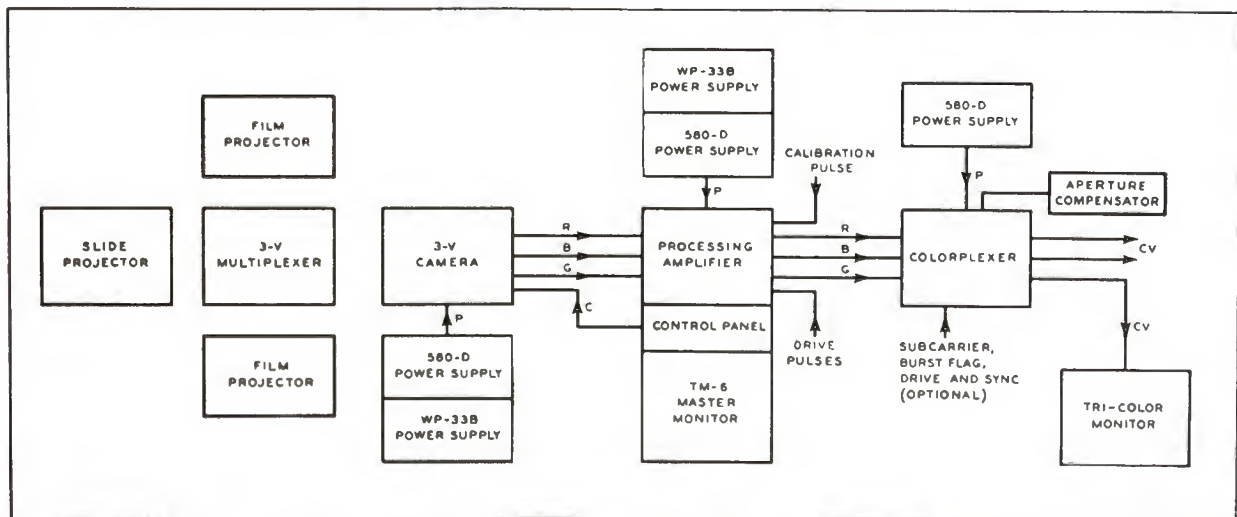 SLIDE
PROJECTOR
FILM
PROJECTOR
3-V
MULTIPLEXER
FILM
PROJECTOR
3-V
CAMERA
P
580-D
POWER SUPPLY
WP-33B
POWER SUPPLY
R
B
G
C
WP-33B
POWER SUPPLY
580-D
POWER SUPPLY
P
PROCESSING
AMPLIFIER
CONTROL PANEL
TM-6
MASTER
MONITOR
CALIBRATION
PULSE
R
B
G
DRIVE
PULSES
580-D
POWER SUPPLY
P
APERTURE
COMPENSATOR
COLORPLEXER
SUBCARRIER,
BURST FLAG,
DRIVE AND SYNC
(OPTIONAL)
CV
CV
TRI-COLOR
MONITOR